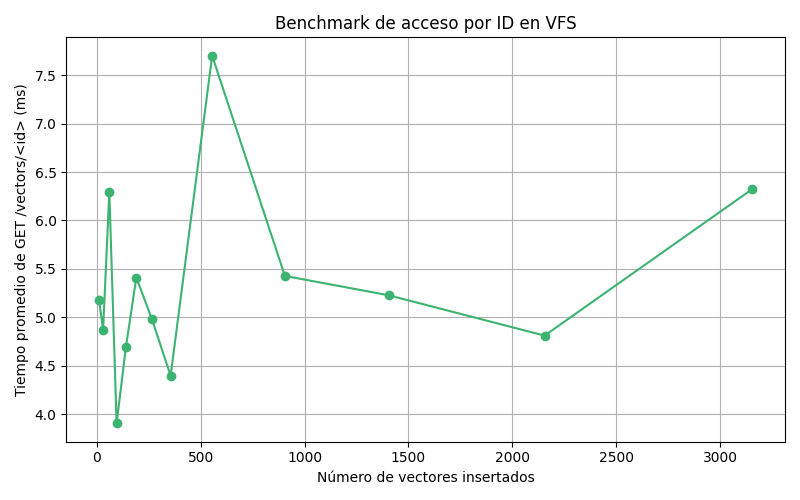 Benchmark de acceso por ID en VFS
Tiempo promedio de GET /vectors/<id> (ms)
7.5
7.0
6.5
6.0
5.5
5.0
4.5
4.0
0 500 1000 1500 2000 2500 3000
Número de vectores insertados